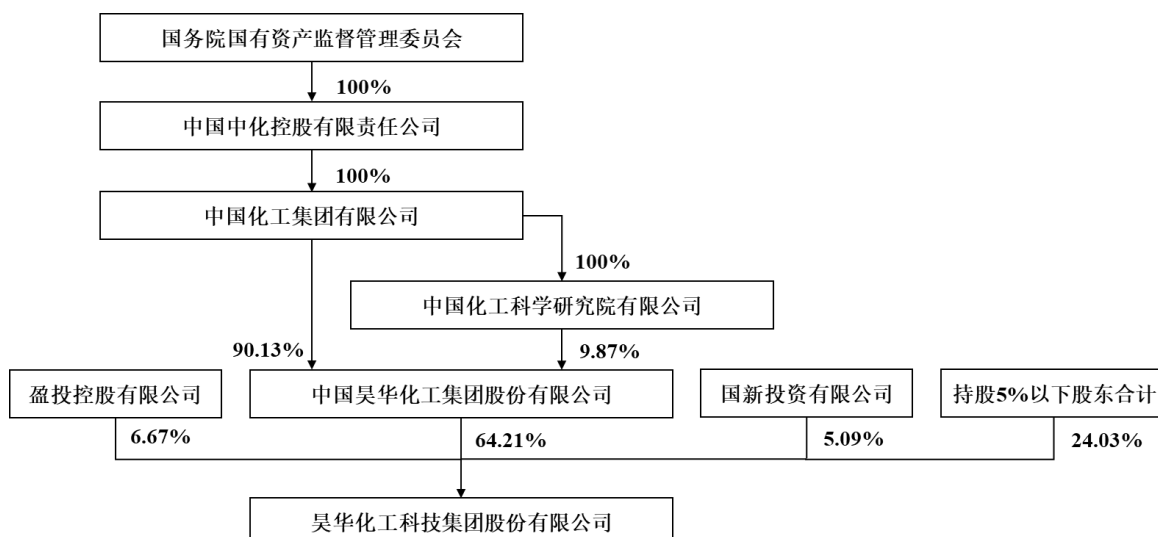 国务院国有资产监督管理委员会
100%
中国中化控股有限责任公司
100%
中国化工集团有限公司
100%
中国化工科学研究院有限公司
90.13%
9.87%
盈投控股有限公司
中国昊华化工集团股份有限公司
国新投资有限公司
持股5%以下股东合计
6.67%
64.21%
5.09%
24.03%
昊华化工科技集团股份有限公司